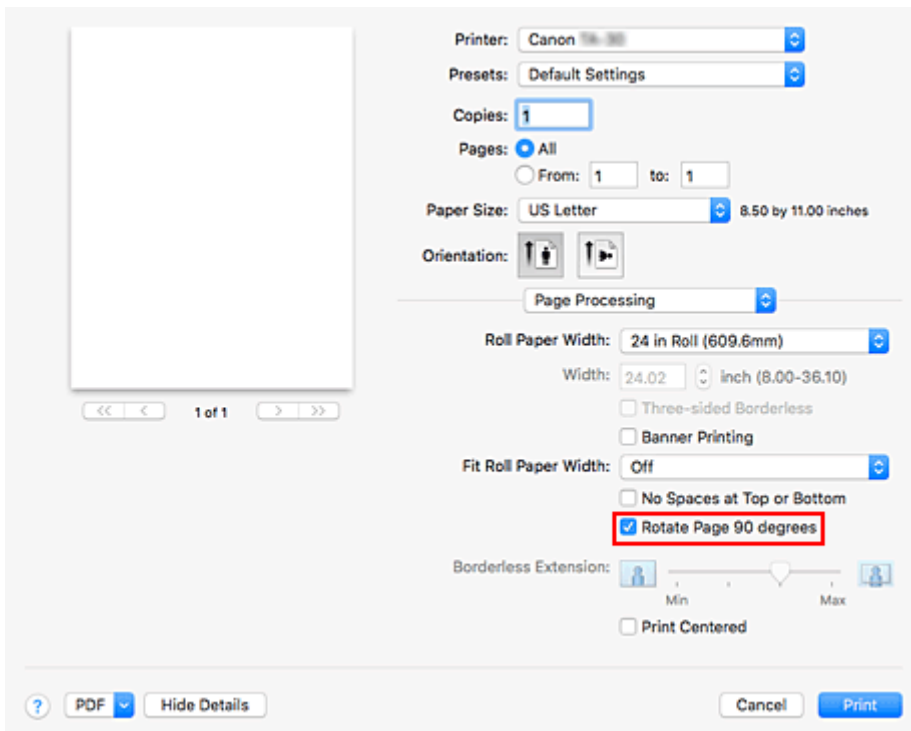 Printer: Canon
Presets: Default Settings
Copies: 1
Pages: All
From: 1 to: 1
Paper Size: US Letter 8.50 by 11.00 inches
Orientation:
Page Processing
Roll Paper Width: 24 in Roll (609.6mm)
Width: 24.02 inch (8.00-36.10)
Three-sided Borderless
1 of 1
Banner Printing
Fit Roll Paper Width: Off
No Spaces at Top or Bottom
Rotate Page 90 degrees
Borderless Extension:
Min Max
Print Centered
? PDF Hide Details Cancel Print